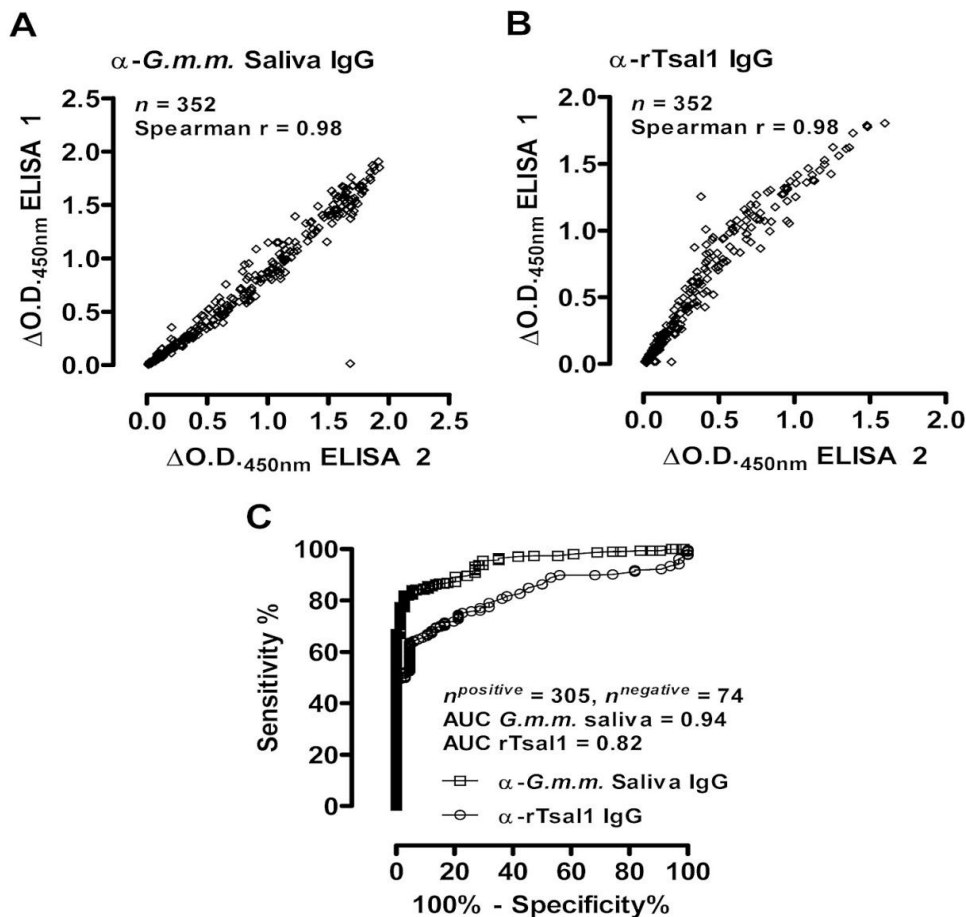 A
α-G.m.m. Saliva IgG
n = 352
Spearman r = 0.98
ΔO.D.450nm ELISA 1
2.5
2.0
1.5
1.0
0.5
0.0
0.0 0.5 1.0 1.5 2.0 2.5
ΔO.D.450nm ELISA 2
B
α-rTsal1 IgG
n = 352
Spearman r = 0.98
ΔO.D.450nm ELISA 1
2.0
1.5
1.0
0.5
0.0
0.0 0.5 1.0 1.5 2.0
ΔO.D.450nm ELISA 2
C
Sensitivity %
100
80
60
40
20
0
n^positive = 305, n^negative = 74
AUC G.m.m. saliva = 0.94
AUC rTsal1 = 0.82
α-G.m.m. Saliva IgG
α-rTsal1 IgG
0 20 40 60 80 100
100% - Specificity%